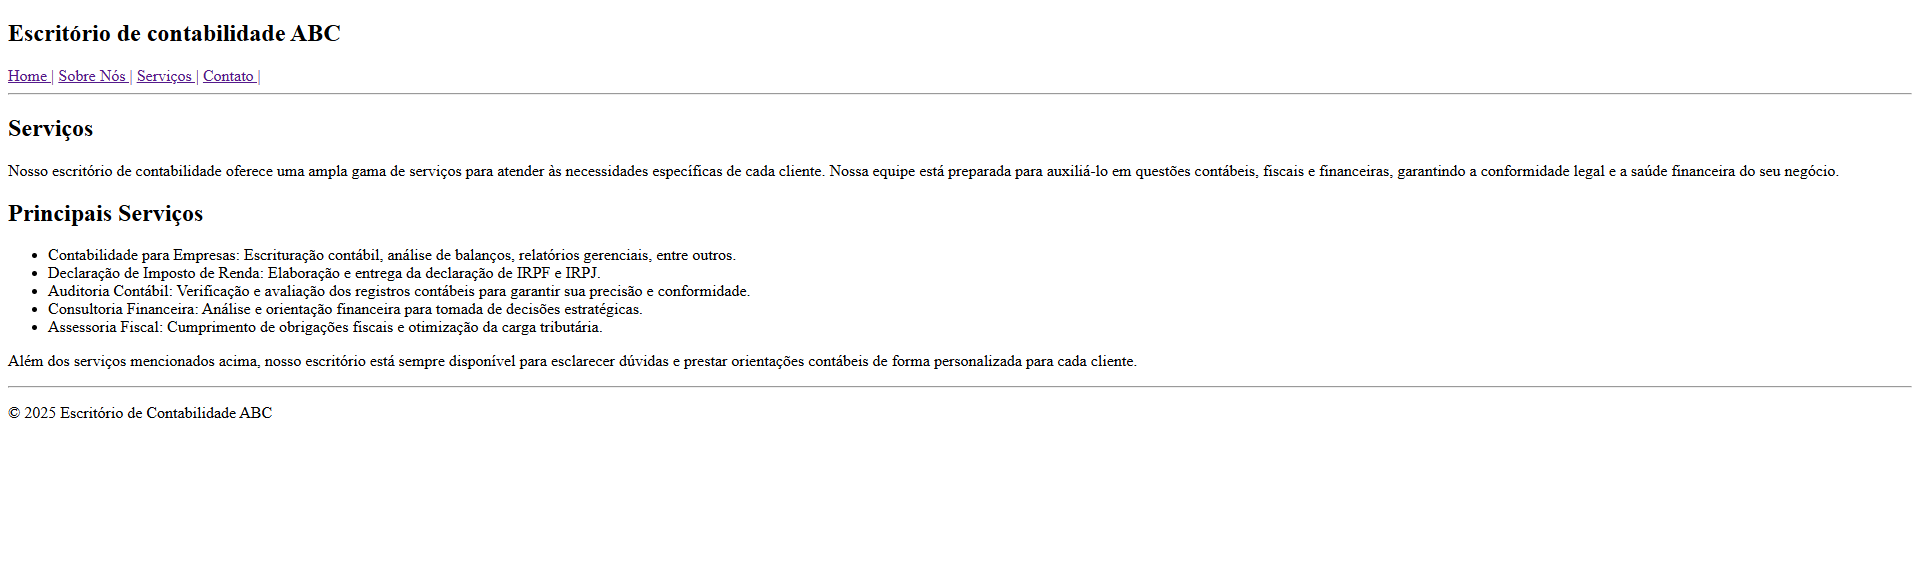 Escritório de contabilidade ABC
Home | Sobre Nós | Serviços | Contato |
Serviços
Nosso escritório de contabilidade oferece uma ampla gama de serviços para atender às necessidades específicas de cada cliente. Nossa equipe está preparada para auxiliá-lo em questões contábeis, fiscais e financeiras, garantindo a conformidade legal e a saúde financeira do seu negócio.
Principais Serviços
• Contabilidade para Empresas: Escrituração contábil, análise de balanços, relatórios gerenciais, entre outros.
• Declaração de Imposto de Renda: Elaboração e entrega da declaração de IRPF e IRPJ.
• Auditoria Contábil: Verificação e avaliação dos registros contábeis para garantir sua precisão e conformidade.
• Consultoria Financeira: Análise e orientação financeira para tomada de decisões estratégicas.
• Assessoria Fiscal: Cumprimento de obrigações fiscais e otimização da carga tributária.
Além dos serviços mencionados acima, nosso escritório está sempre disponível para esclarecer dúvidas e prestar orientações contábeis de forma personalizada para cada cliente.
© 2025 Escritório de Contabilidade ABC